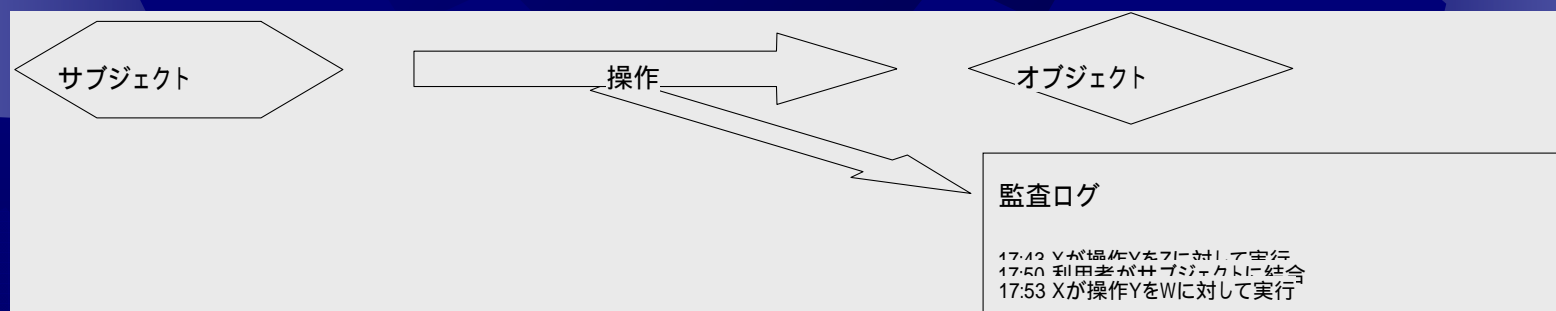 サブジェクト
操作
オブジェクト
監査ログ
17:43 Xが操作YをZに対して実行
17:50 利用者がサブジェクトに結合
17:53 Xが操作YをWに対して実行